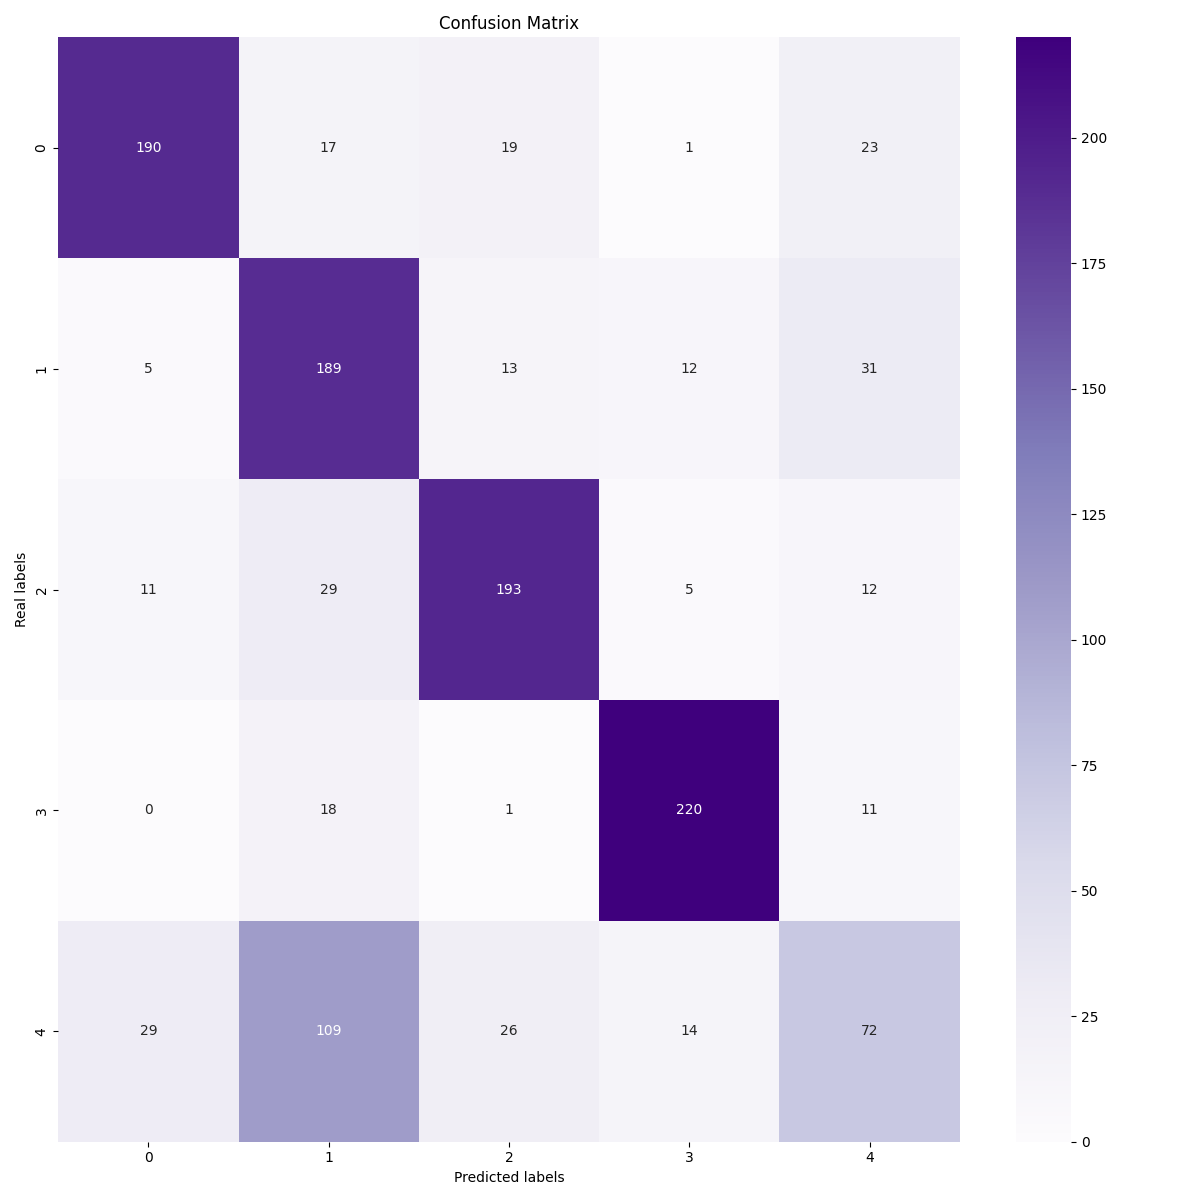 Confusion Matrix
0 190 17 19 1 23
1 5 189 13 12 31
2 11 29 193 5 12
3 0 18 1 220 11
4 29 109 26 14 72
0 1 2 3 4
Predicted labels
Real labels
200
175
150
125
100
75
50
25
0